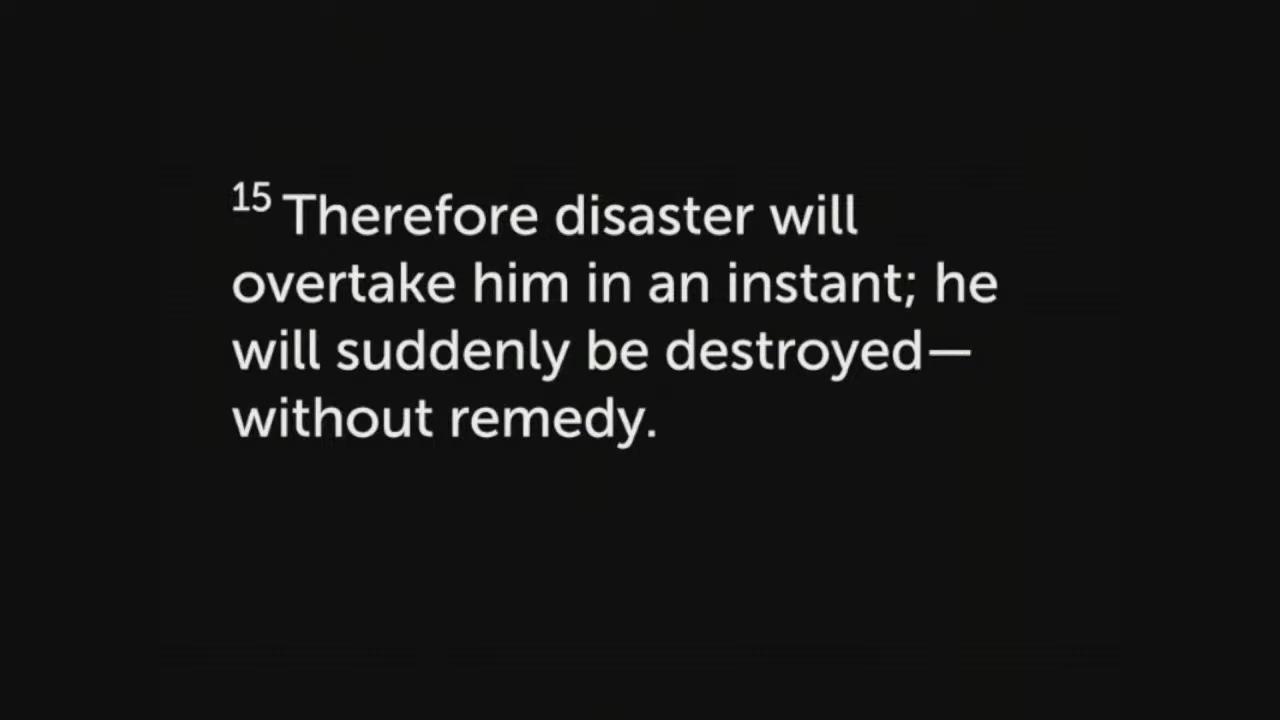 15 Therefore disaster will
overtake him in an instant; he
will suddenly be destroyed—
without remedy.